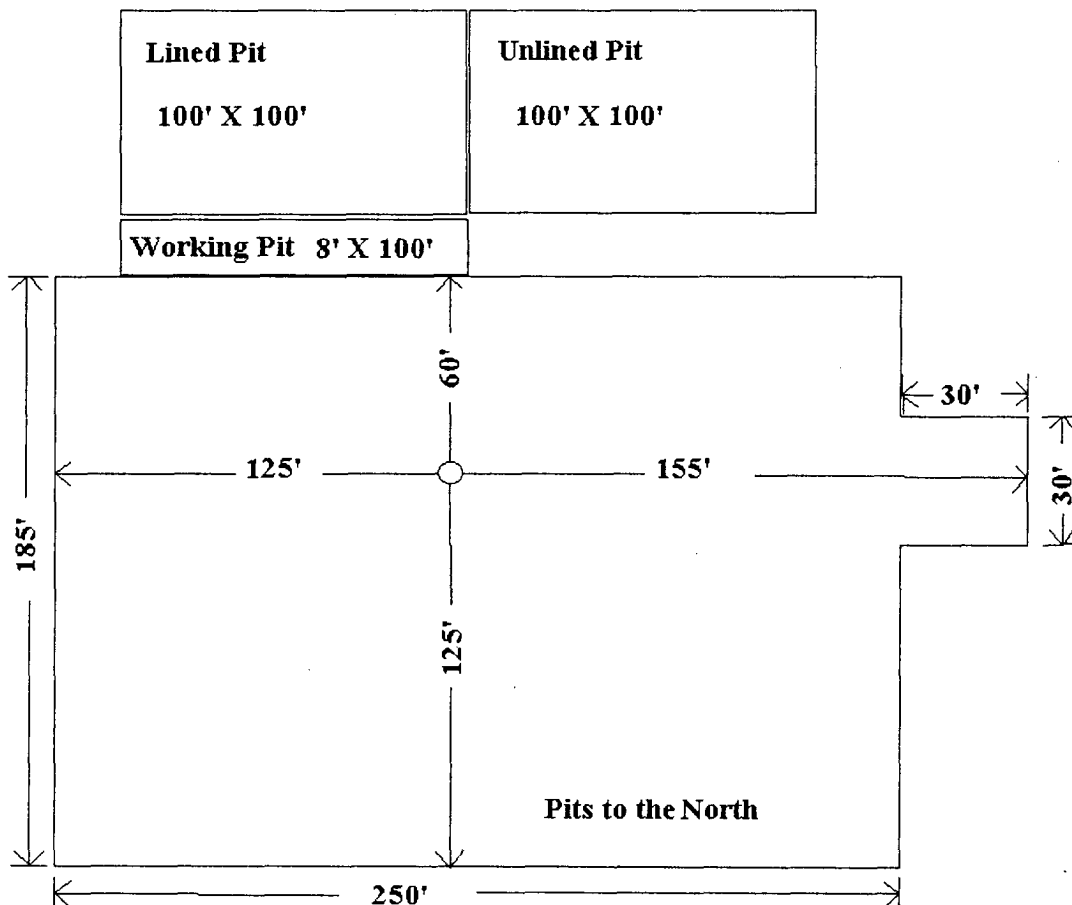 Lined Pit
100' X 100'
Unlined Pit
100' X 100'
Working Pit 8' X 100'
60'
30'
125'
155'
30'
185'
125'
Pits to the North
250'